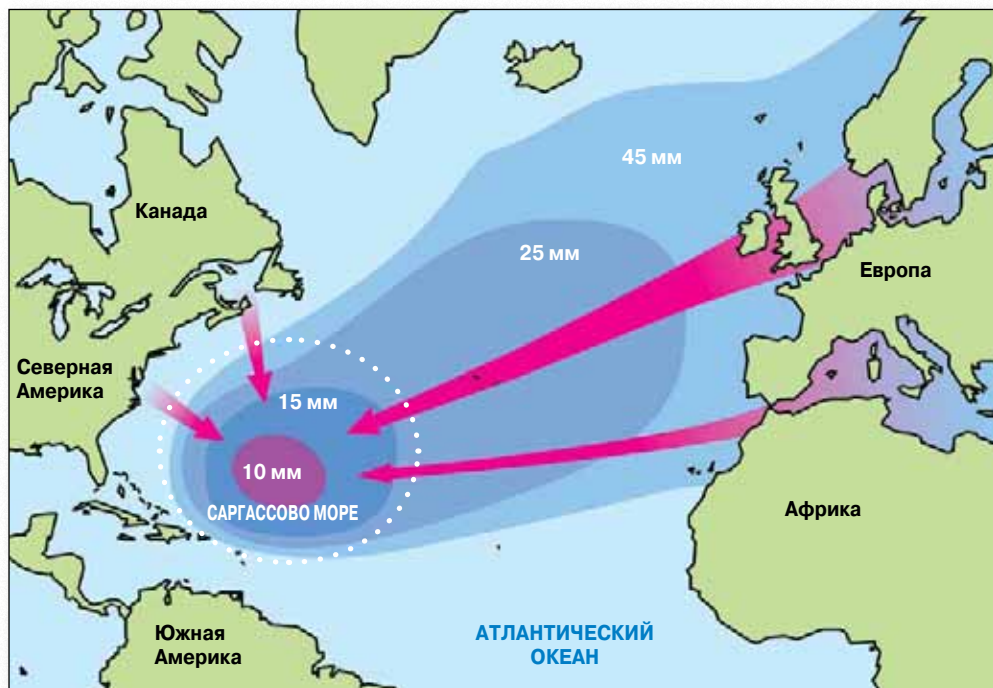 45 мм
Канада
25 мм
Европа
Северная
Америка
15 мм
10 мм
САРГАССОВО МОРЕ
Африка
Южная
Америка
АТЛАНТИЧЕСКИЙ
ОКЕАН